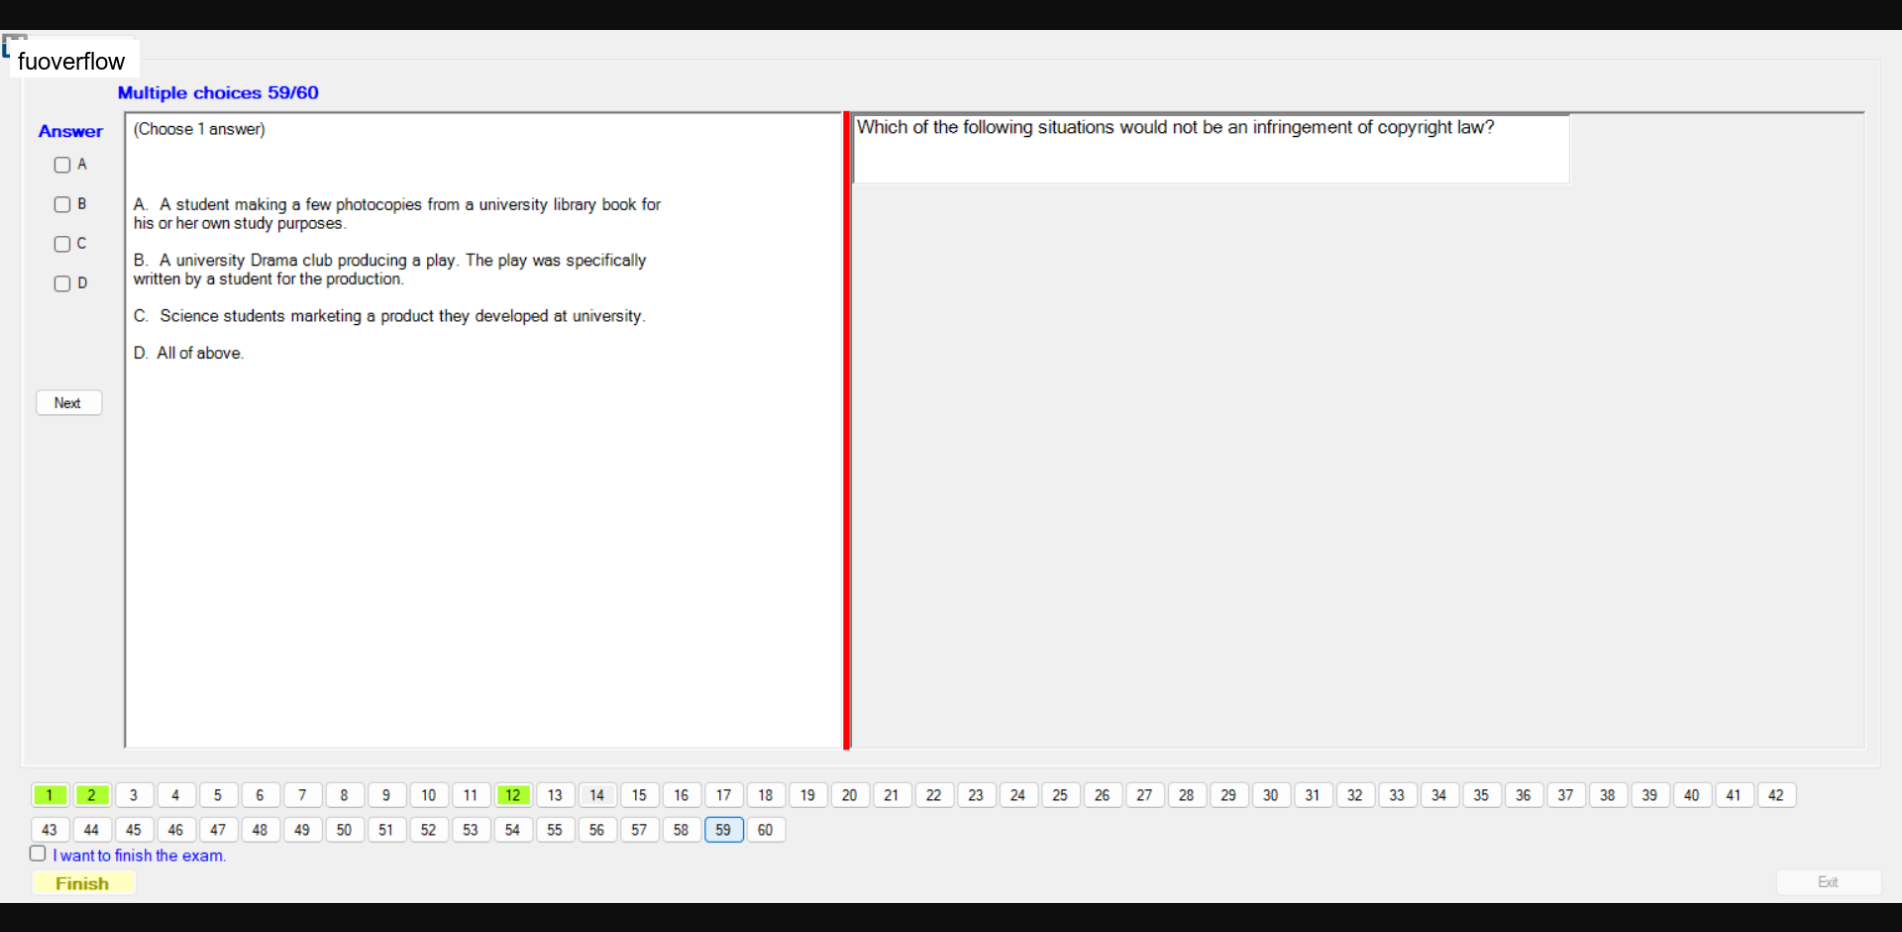 fuoverflow
Multiple choices 59/60
Answer
A
B
C
D
Next
(Choose 1 answer)
A.  A student making a few photocopies from a university library book for
his or her own study purposes.
B.  A university Drama club producing a play. The play was specifically
written by a student for the production.
C.  Science students marketing a product they developed at university.
D.  All of above.
Which of the following situations would not be an infringement of copyright law?
1 2 3 4 5 6 7 8 9 10 11 12 13 14 15 16 17 18 19 20 21 22 23 24 25 26 27 28 29 30 31 32 33 34 35 36 37 38 39 40 41 42
43 44 45 46 47 48 49 50 51 52 53 54 55 56 57 58 59 60
I want to finish the exam.
Finish
Exit